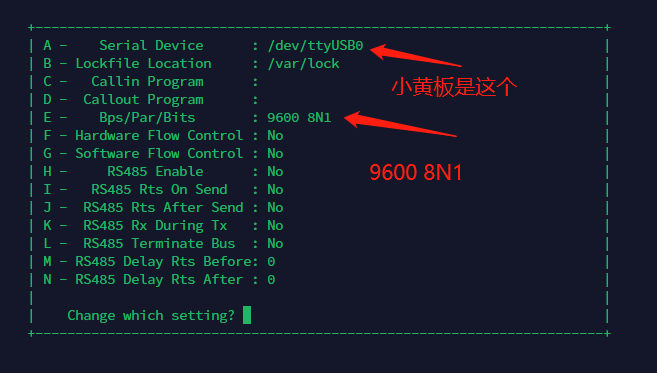 A - Serial Device : /dev/ttyUSB0
B - Lockfile Location : /var/lock
C - Callin Program :
D - Callout Program :
E - Bps/Par/Bits : 9600 8N1
F - Hardware Flow Control : No
G - Software Flow Control : No
H - RS485 Enable : No
I - RS485 Rts On Send : No
J - RS485 Rts After Send : No
K - RS485 Rx During Tx : No
L - RS485 Terminate Bus : No
M - RS485 Delay Rts Before: 0
N - RS485 Delay Rts After : 0
Change which setting?
小黄板是这个
9600 8N1